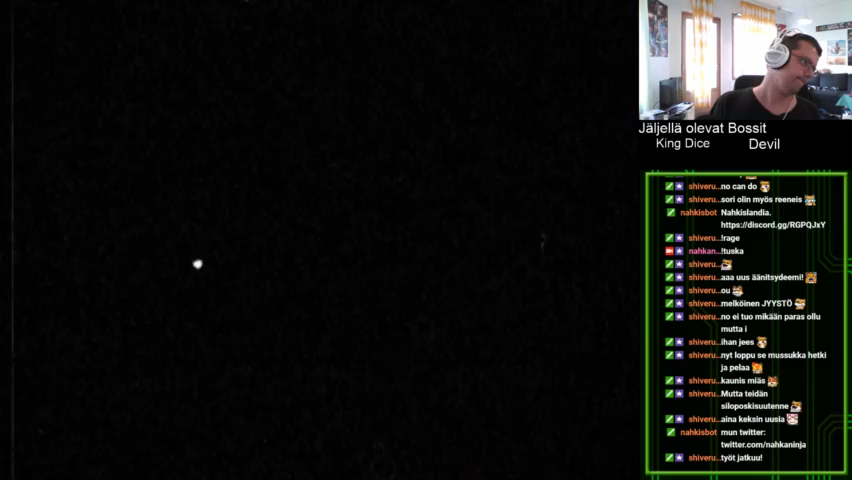 Jäljellä olevat Bossit
King Dice Devil
shiveru...no can do
shiveru...sori olin myös reeneis
nahkisbot Nahkislandia.
https://discord.gg/RGPQJxY
shiveru...!rage
nahkan...!tuska
shiveru...
shiveru...aaa uus äänitsydeemi!
shiveru...ou
shiveru...melköinen JYYSTÖ
shiveru...no ei tuo mikään paras ollu
mutta i
shiveru...ihan jees
shiveru...nyt loppu se mussukka hetki
ja pelaa
shiveru...kaunis miäs
shiveru...Mutta teidän
siloposkisuutenne
shiveru...aina keksin uusia
nahkisbot mun twitter:
twitter.com/nahkaninja
shiveru...työt jatkuu!